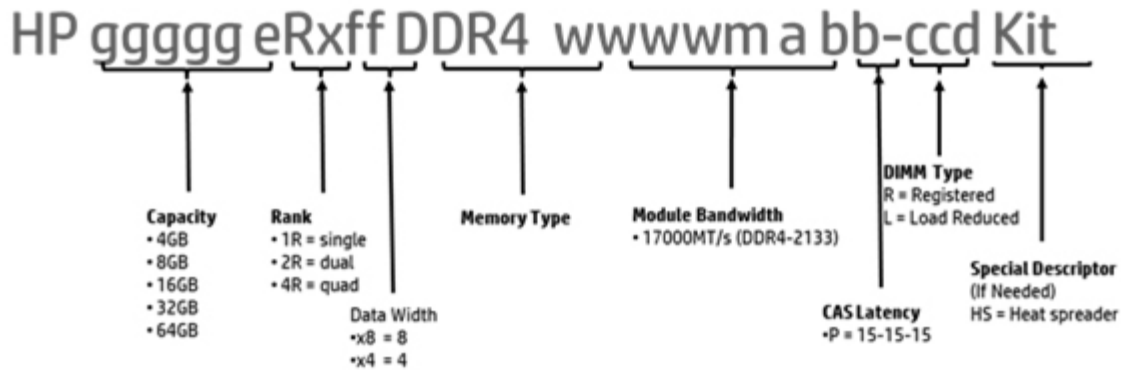 HP ggggg eRxff DDR4 wwwwm a bb-ccd Kit
Capacity
• 4GB
• 8GB
• 16GB
• 32GB
• 64GB
Rank
• 1R = single
• 2R = dual
• 4R = quad
Data Width
•x8 = 8
•x4 = 4
Memory Type
Module Bandwidth
• 17000MT/s (DDR4-2133)
CAS Latency
•P = 15-15-15
DIMM Type
R = Registered
L = Load Reduced
Special Descriptor
(If Needed)
HS = Heat spreader